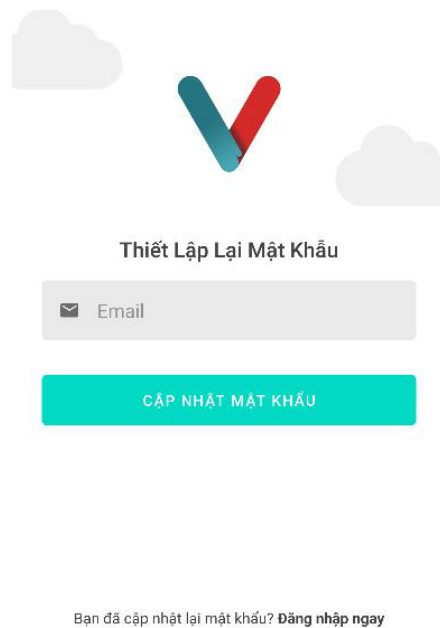 Thiết Lập Lại Mật Khẩu
Email
CẬP NHẬT MẬT KHẨU
Bạn đã cập nhật lại mật khẩu? Đăng nhập ngay